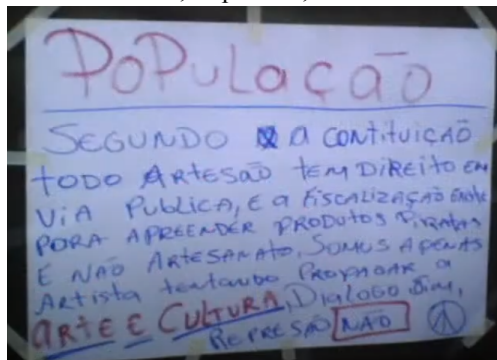 PoPuLação
SEGUNDO a CONTITUIÇÃO
TODO ARTESÃO TEM DIREITO EM
VIA PUBLICA, E a FISCALIZAÇÃO EXISTE
PARA APREENDER PRODUTOS PIRATAS
E NÃO ARTESANATO, SOMOS APENAS
Artista tentando PROPAGAR a
ARTE E CULTURA, DIALOGO Sim,
REPRESÃO NÃO